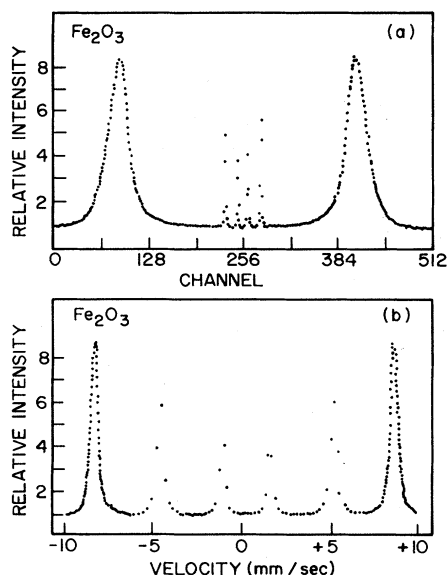 Fe2O3 (a)
RELATIVE INTENSITY
8
6
4
2
0 128 256 384 512
CHANNEL
Fe2O3 (b)
RELATIVE INTENSITY
8
6
4
2
-10 -5 0 +5 +10
VELOCITY (mm/sec)